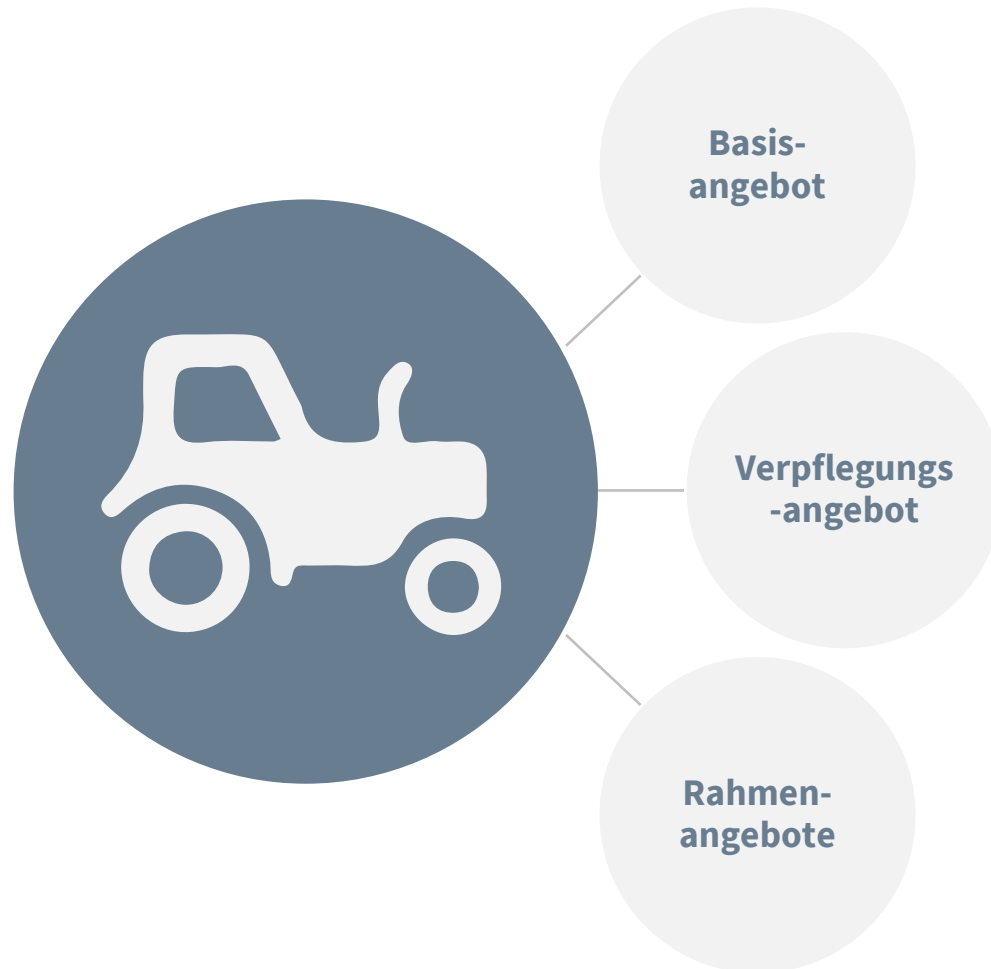 Basis-
angebot
Verpflegungs
-angebot
Rahmen-
angebote